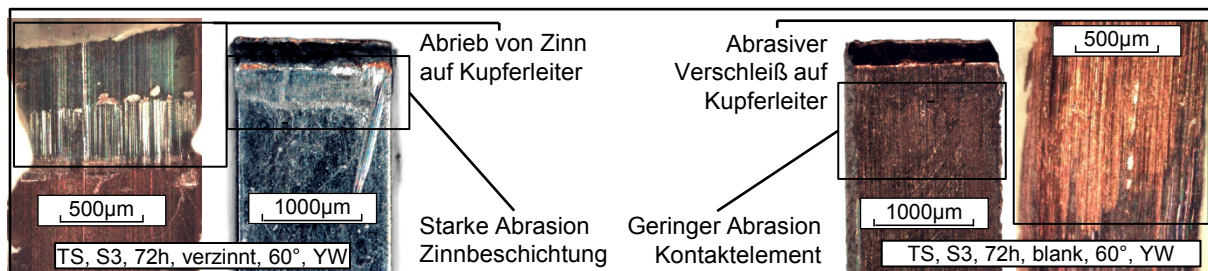 Abrieb von Zinn
auf Kupferleiter
Abrasiver
Verschleiß auf
Kupferleiter
500µm
500µm
1000µm
Starke Abrasion
Zinnbeschichtung
Geringer Abrasion
Kontaktelement
1000µm
TS, S3, 72h, verzinnt, 60°, YW
TS, S3, 72h, blank, 60°, YW